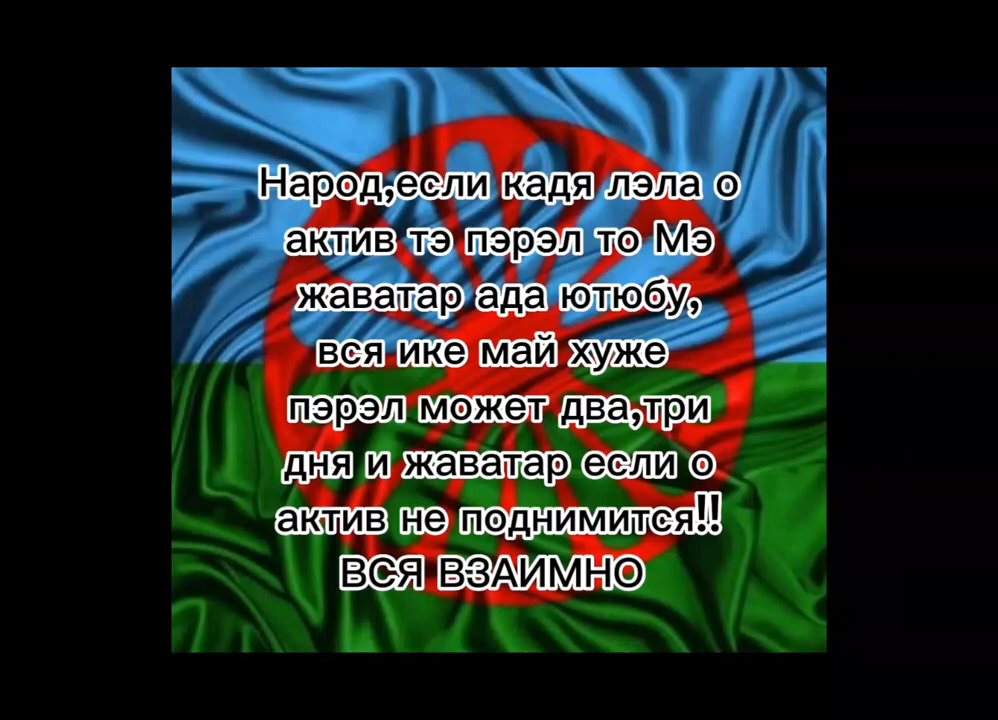 Народ,если кадя лэла о
актив тэ пэрэл то Мэ
жаватар ада ютюбу,
вся ике май хуже
пэрэл может два,три
дня и жаватар если о
актив не поднимится!!
ВСЯ ВЗАИМНО